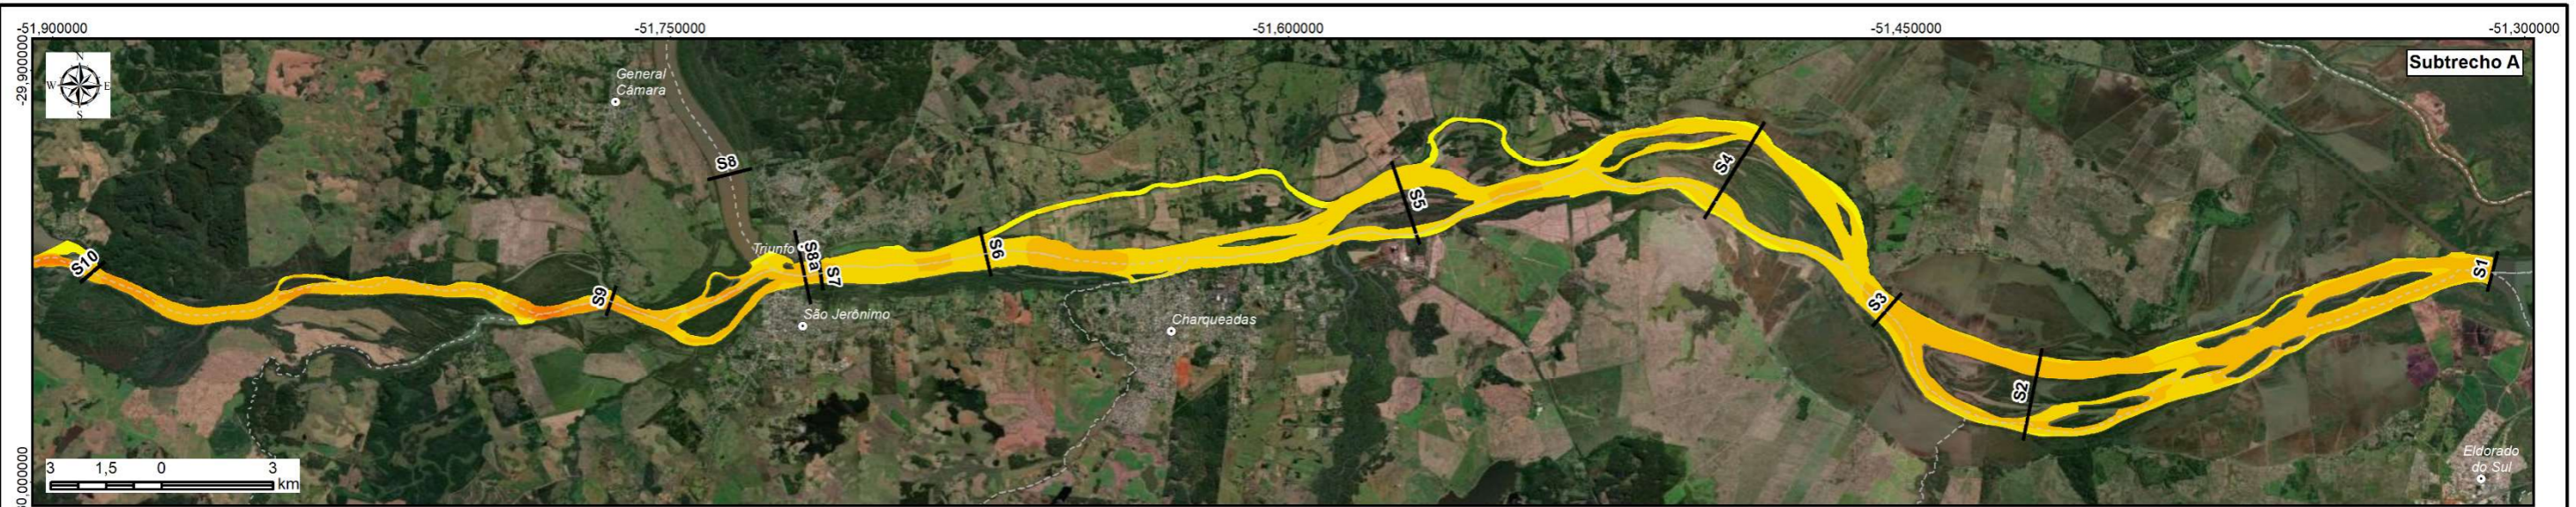 -51,900000
-51,750000
-51,600000
-51,450000
-51,300000
-29,900000
Subtrecho A
N
W
E
S
General
Câmara
S8
S4
S5
S6
Triunfo
S8a
S7
S10
S9
S3
S1
São Jerônimo
Charqueadas
S2
Eldorado
do Sul
3
1,5
0
3
km